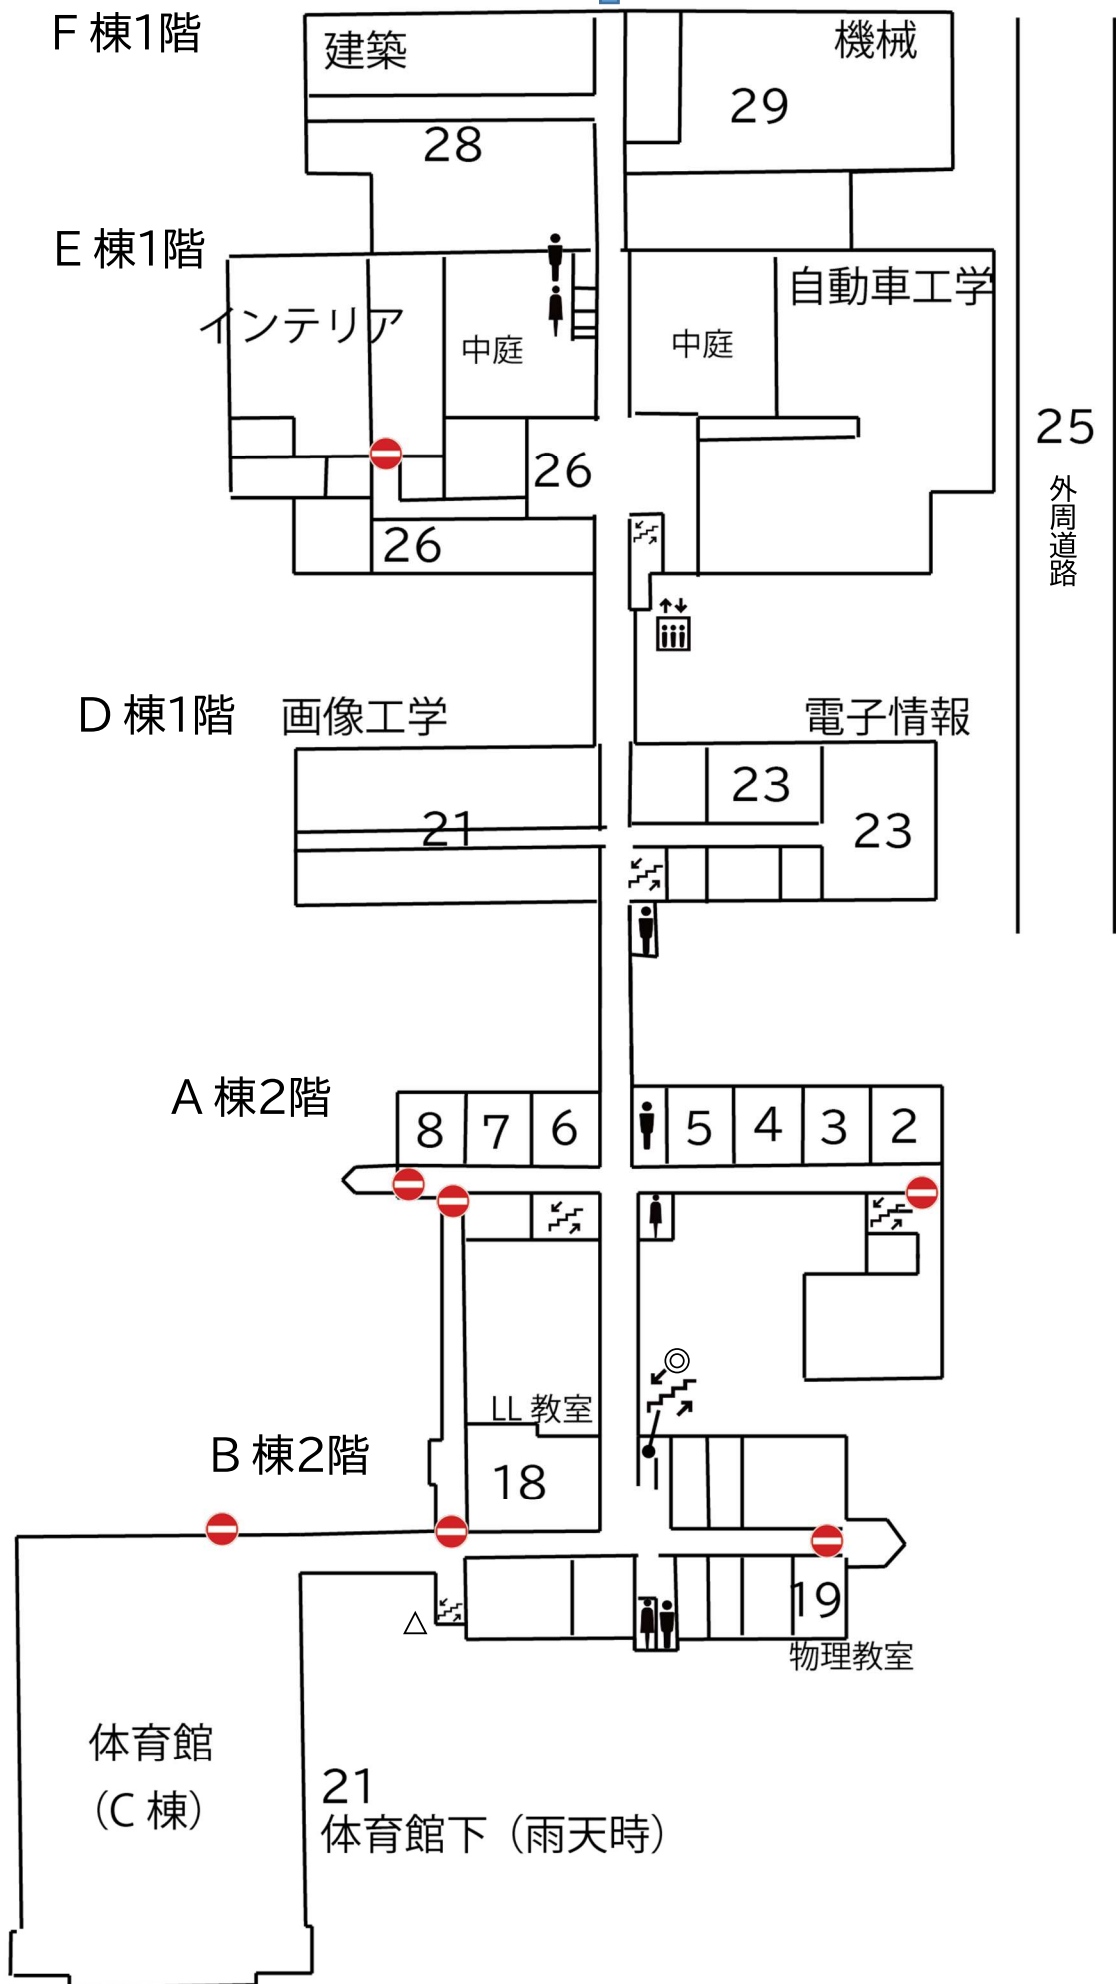 F 棟1階
建築
機械
29
28
E 棟1階
自動車工学
インテリア
中庭
中庭
25
外周道路
26
26
D 棟1階
画像工学
電子情報
23
21
23
A 棟2階
8
7
6
5
4
3
2
◎
LL 教室
B 棟2階
18
19
△
物理教室
体育館
（C 棟）
21
体育館下（雨天時）